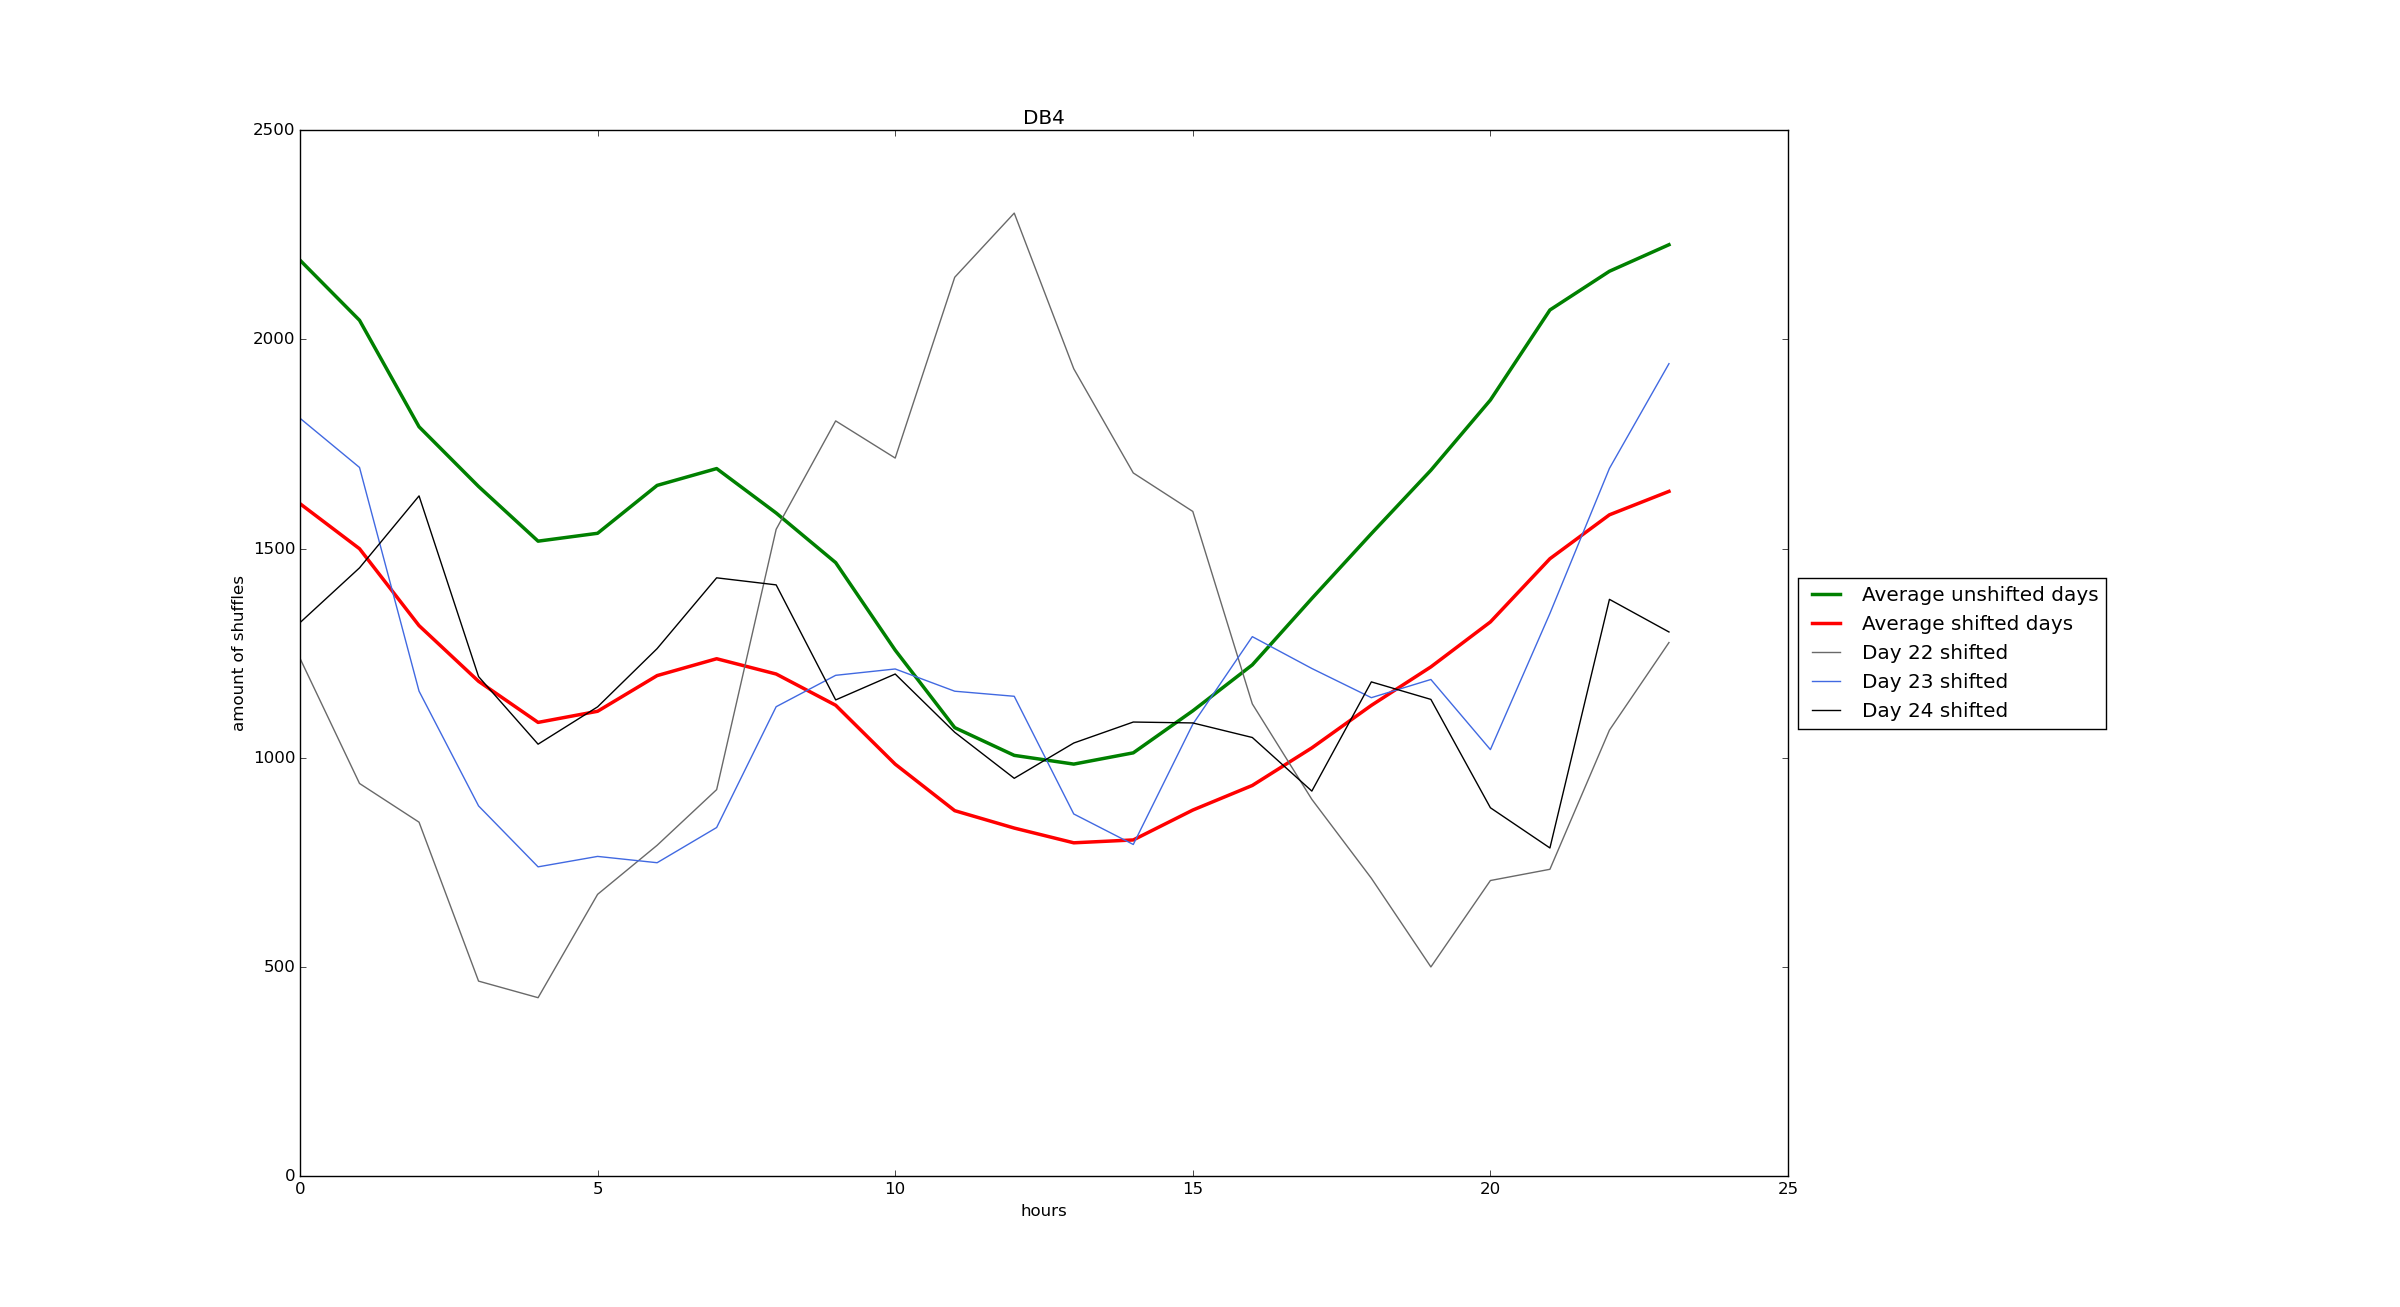 DB4
2500
2000
1500
1000
500
0
amount of shuffles
0 5 10 15 20 25
hours
Average unshifted days
Average shifted days
Day 22 shifted
Day 23 shifted
Day 24 shifted